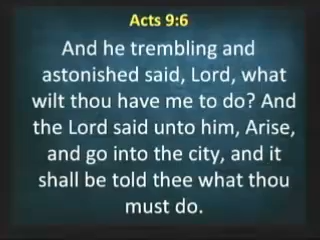 Acts 9:6
And he trembling and
astonished said, Lord, what
wilt thou have me to do? And
the Lord said unto him, Arise,
and go into the city, and it
shall be told thee what thou
must do.